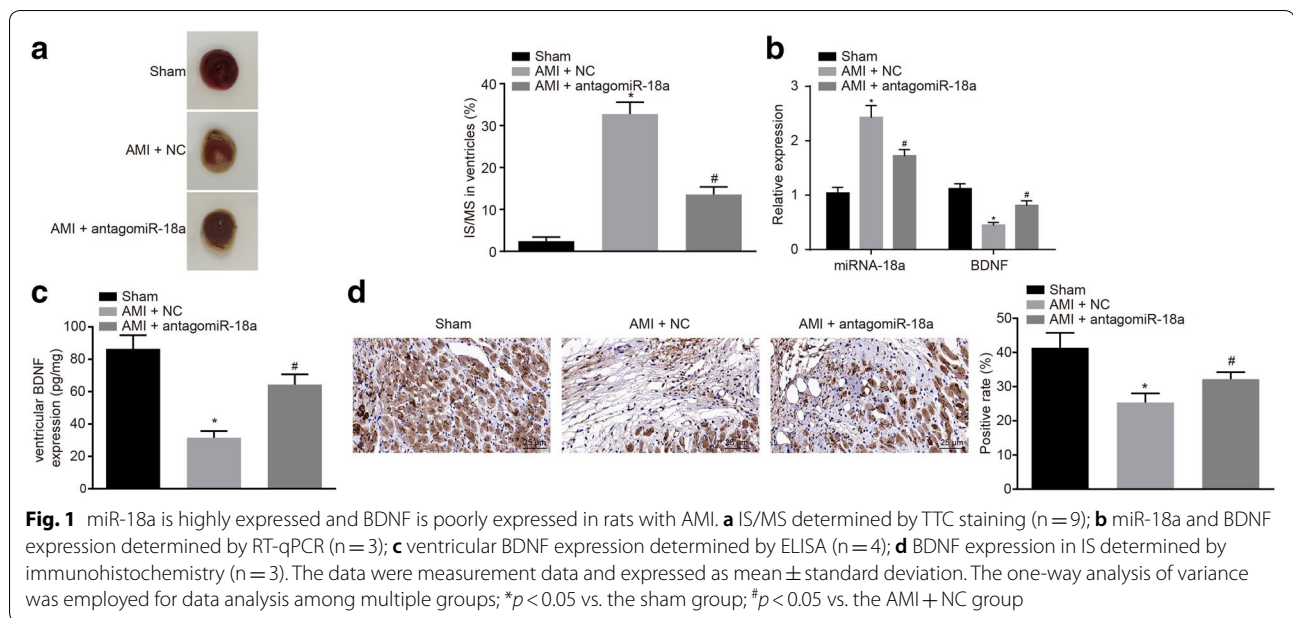 a
Sham
AMI + NC
AMI + antagomiR-18a
Sham
AMI + NC
AMI + antagomiR-18a
IS/MS in ventricles (%)
40
30
20
10
0
*
#
b
Sham
AMI + NC
AMI + antagomiR-18a
Relative expression
3
2
1
0
*
#
*
#
miRNA-18a
BDNF
c
Sham
AMI + NC
AMI + antagomiR-18a
ventricular BDNF
expression (pg/mg)
100
80
60
40
20
0
*
#
d
Sham
AMI + NC
AMI + antagomiR-18a
25 μm
25 μm
25 μm
Sham
AMI + NC
AMI + antagomiR-18a
Positive rate (%)
50
40
30
20
10
0
*
#
Fig. 1 miR-18a is highly expressed and BDNF is poorly expressed in rats with AMI. a IS/MS determined by TTC staining (n = 9); b miR-18a and BDNF
expression determined by RT-qPCR (n = 3); c ventricular BDNF expression determined by ELISA (n = 4); d BDNF expression in IS determined by
immunohistochemistry (n = 3). The data were measurement data and expressed as mean ± standard deviation. The one-way analysis of variance
was employed for data analysis among multiple groups; *p < 0.05 vs. the sham group; #p < 0.05 vs. the AMI + NC group